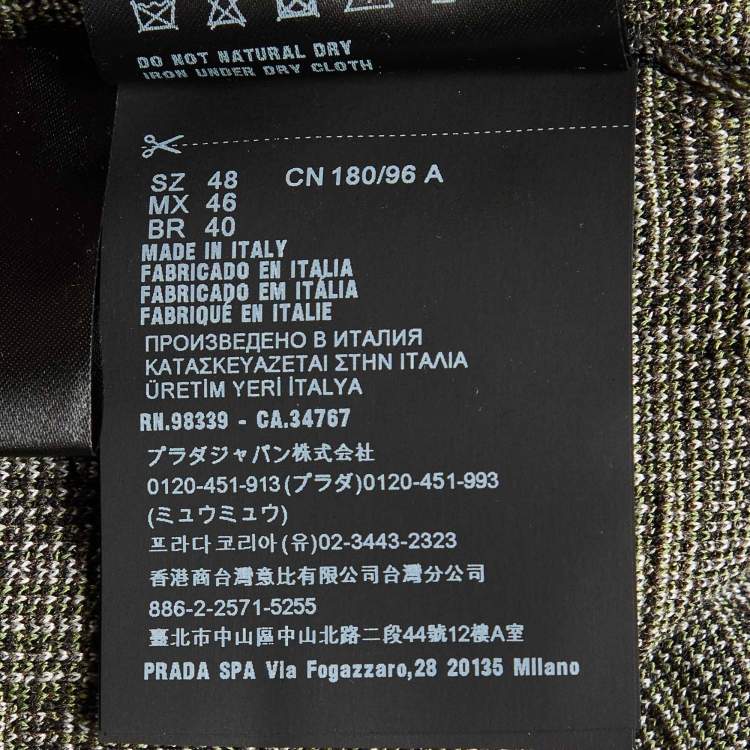 DO NOT NATURAL DRY
IRON UNDER DRY CLOTH
SZ 48 CN 180/96 A
MX 46
BR 40
MADE IN ITALY
FABRICADO EN ITALIA
FABRICADO EM ITÁLIA
FABRIQUÉ EN ITALIE
ПРОИЗВЕДЕНО В ИТАЛИЯ
ΚΑΤΑΣΚΕΥΑΖΕΤΑΙ ΣΤΗΝ ΙΤΑΛΙΑ
ÜRETİM YERİ İTALYA
RN.98339 - CA.34767
プラダジャパン株式会社
0120-451-913(プラダ)0120-451-993
(ミュウミュウ)
프라다코리아(유)02-3443-2323
香港商台灣意比有限公司台灣分公司
886-2-2571-5255
臺北市中山區中山北路二段44號12樓A室
PRADA SPA Via Fogazzaro,28 20135 Milano